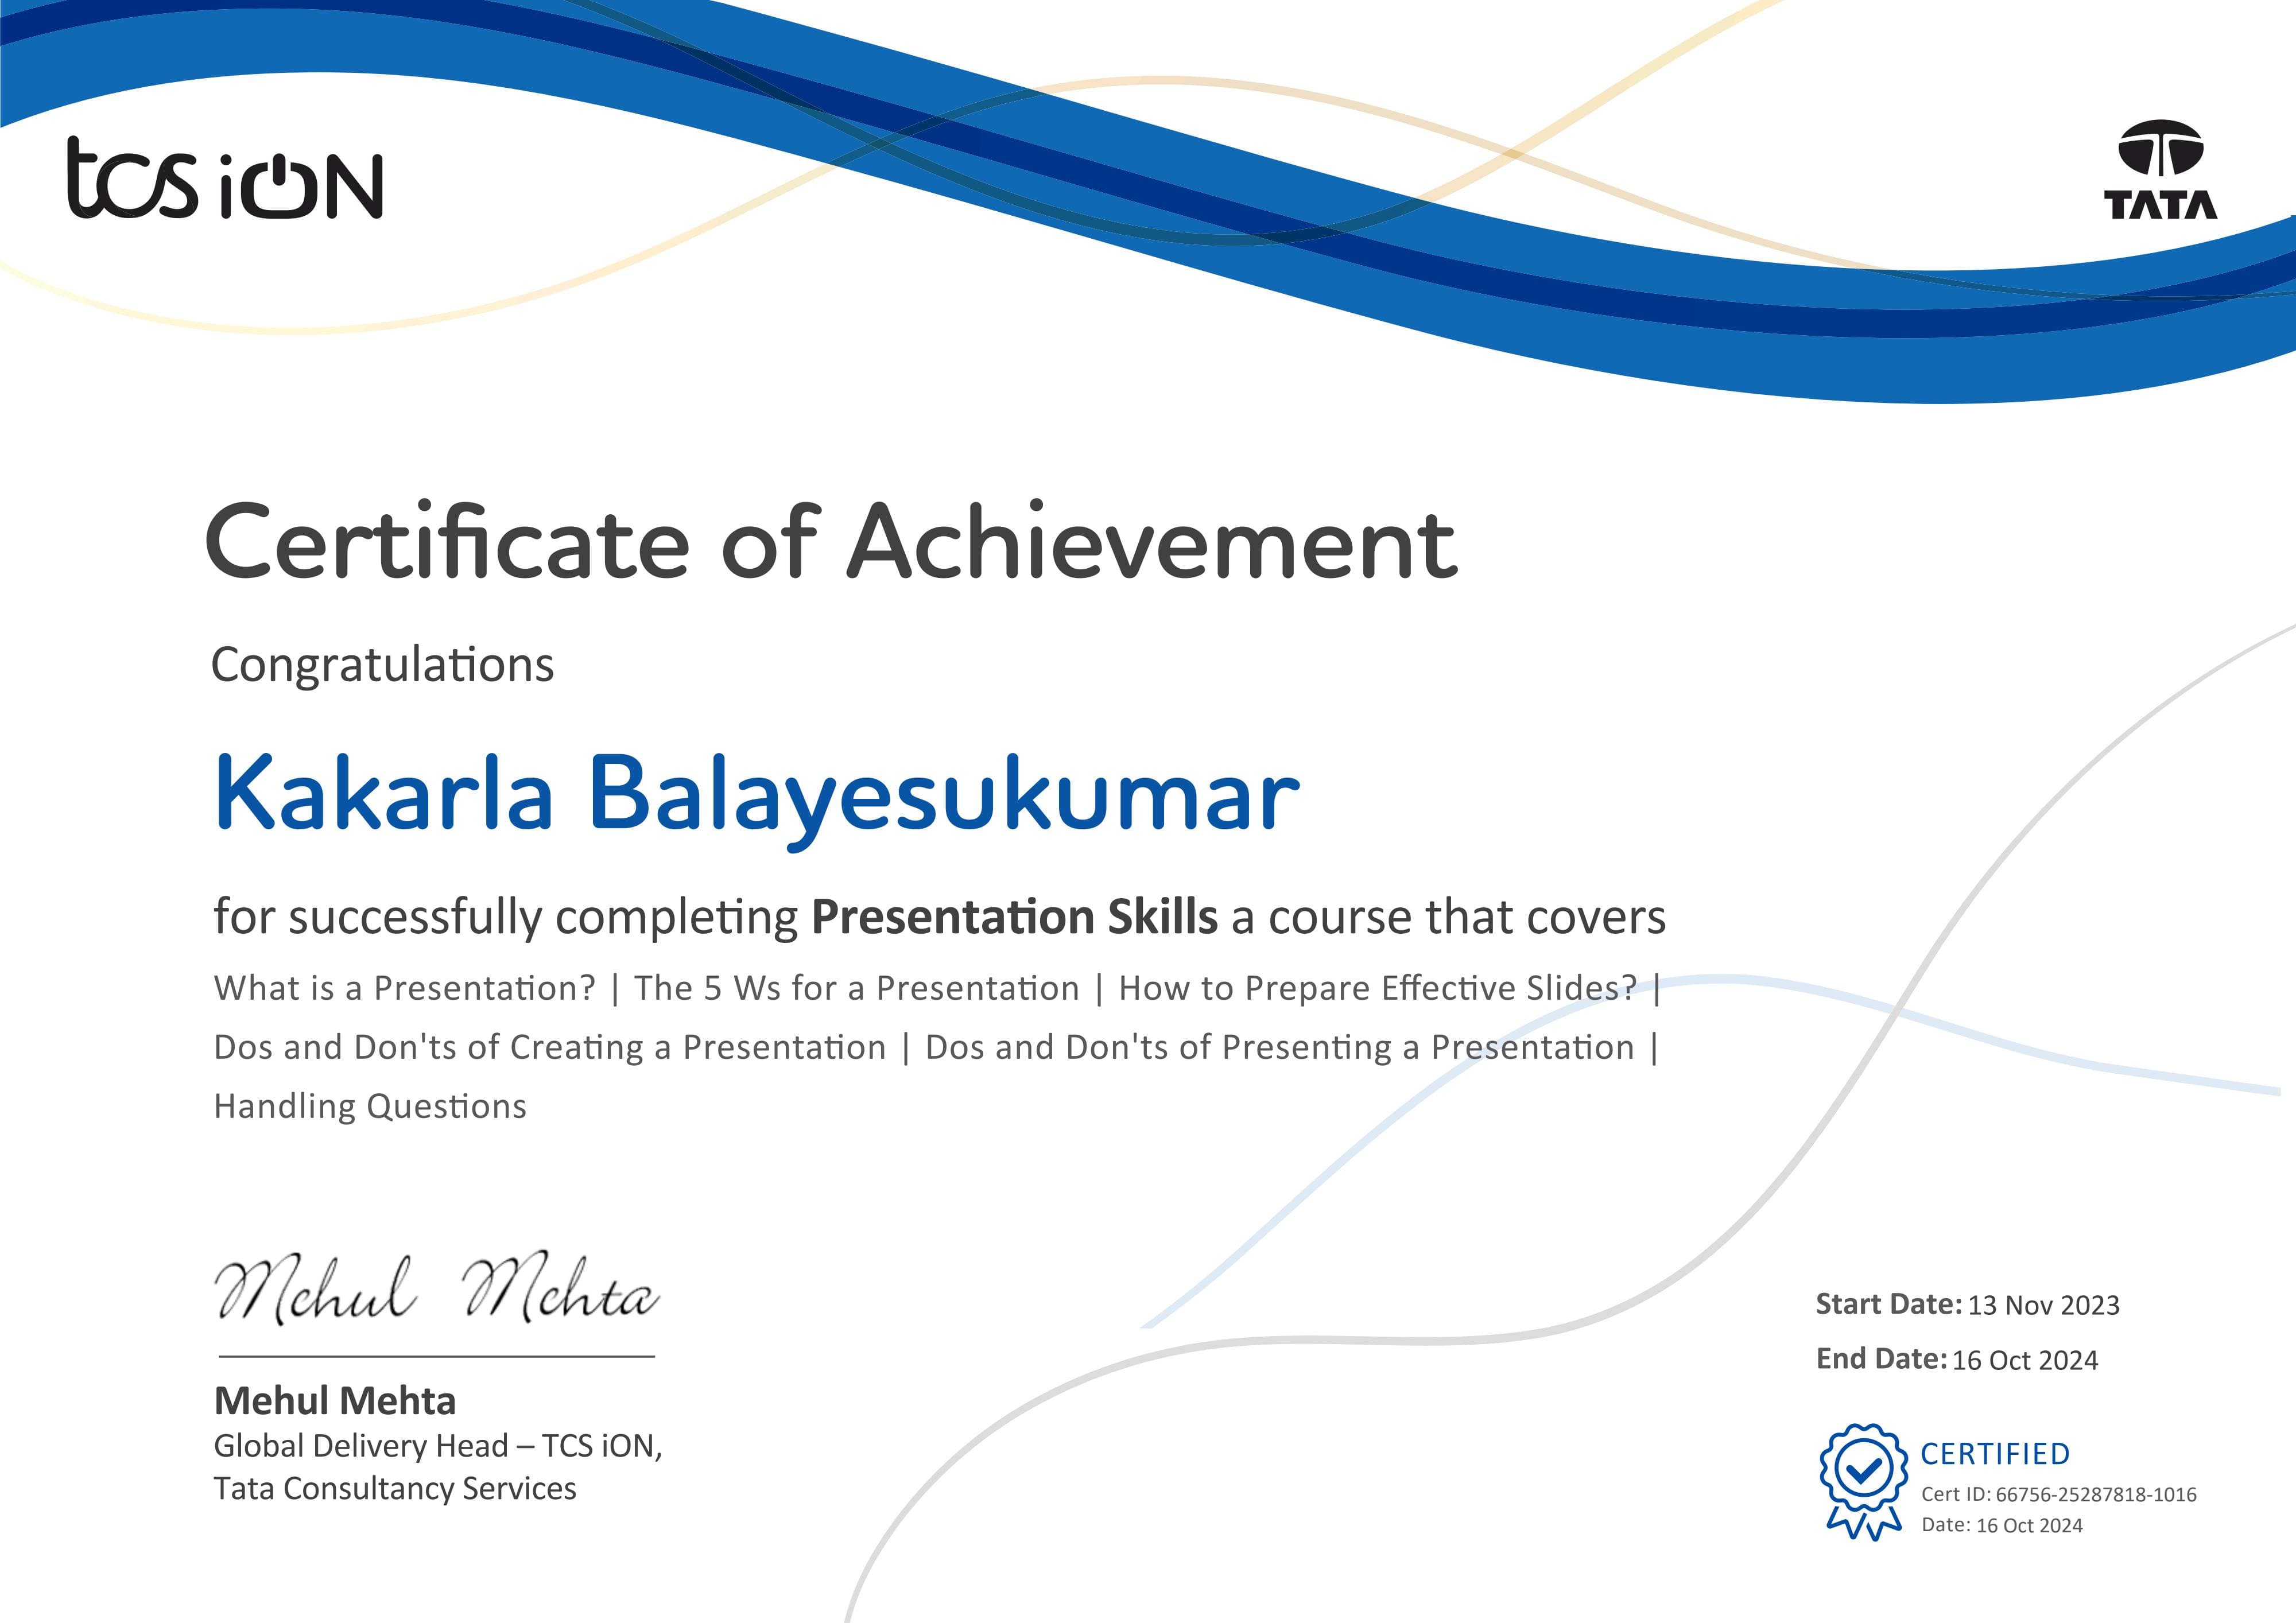 tcs iON
TATA
Certificate of Achievement
Congratulations
Kakarla Balayesukumar
for successfully completing Presentation Skills a course that covers
What is a Presentation? | The 5 Ws for a Presentation | How to Prepare Effective Slides? |
Dos and Don'ts of Creating a Presentation | Dos and Don'ts of Presenting a Presentation |
Handling Questions
Mehul Mehta
Mehul Mehta
Global Delivery Head – TCS iON,
Tata Consultancy Services
Start Date: 13 Nov 2023
End Date: 16 Oct 2024
CERTIFIED
Cert ID: 66756-25287818-1016
Date: 16 Oct 2024